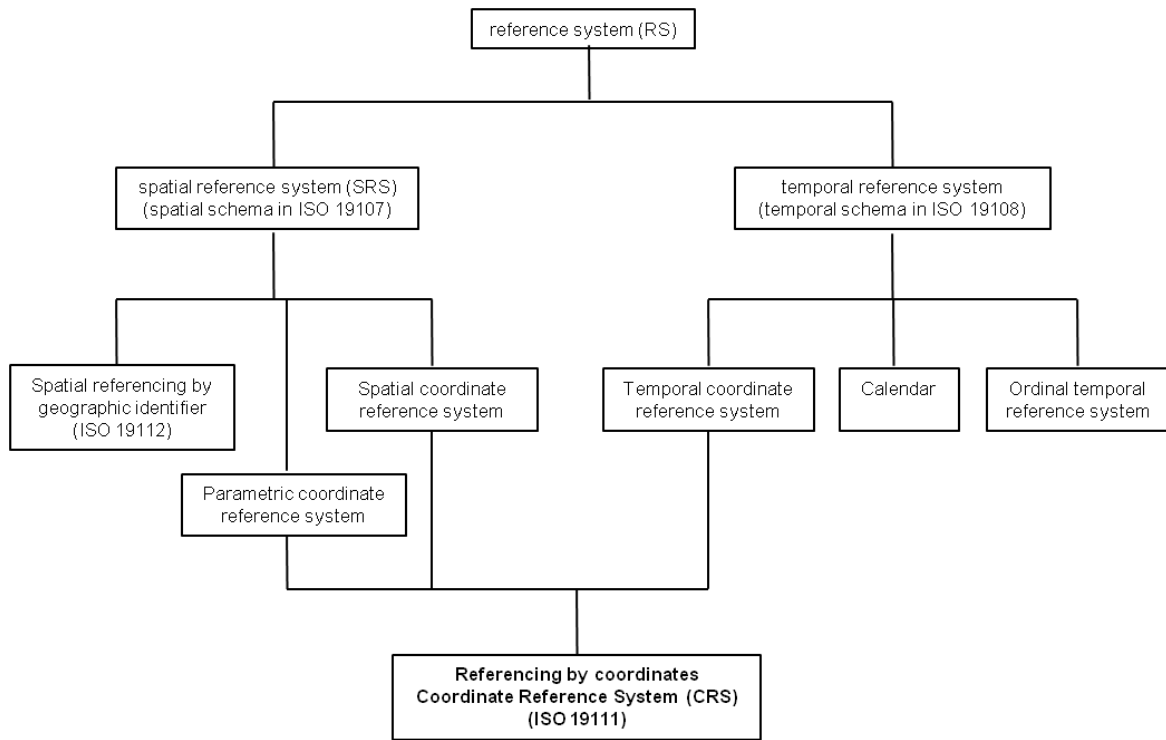 reference system (RS)
spatial reference system (SRS)
(spatial schema in ISO 19107)
temporal reference system
(temporal schema in ISO 19108)
Spatial referencing by
geographic identifier
(ISO 19112)
Spatial coordinate
reference system
Temporal coordinate
reference system
Calendar
Ordinal temporal
reference system
Parametric coordinate
reference system
Referencing by coordinates
Coordinate Reference System (CRS)
(ISO 19111)